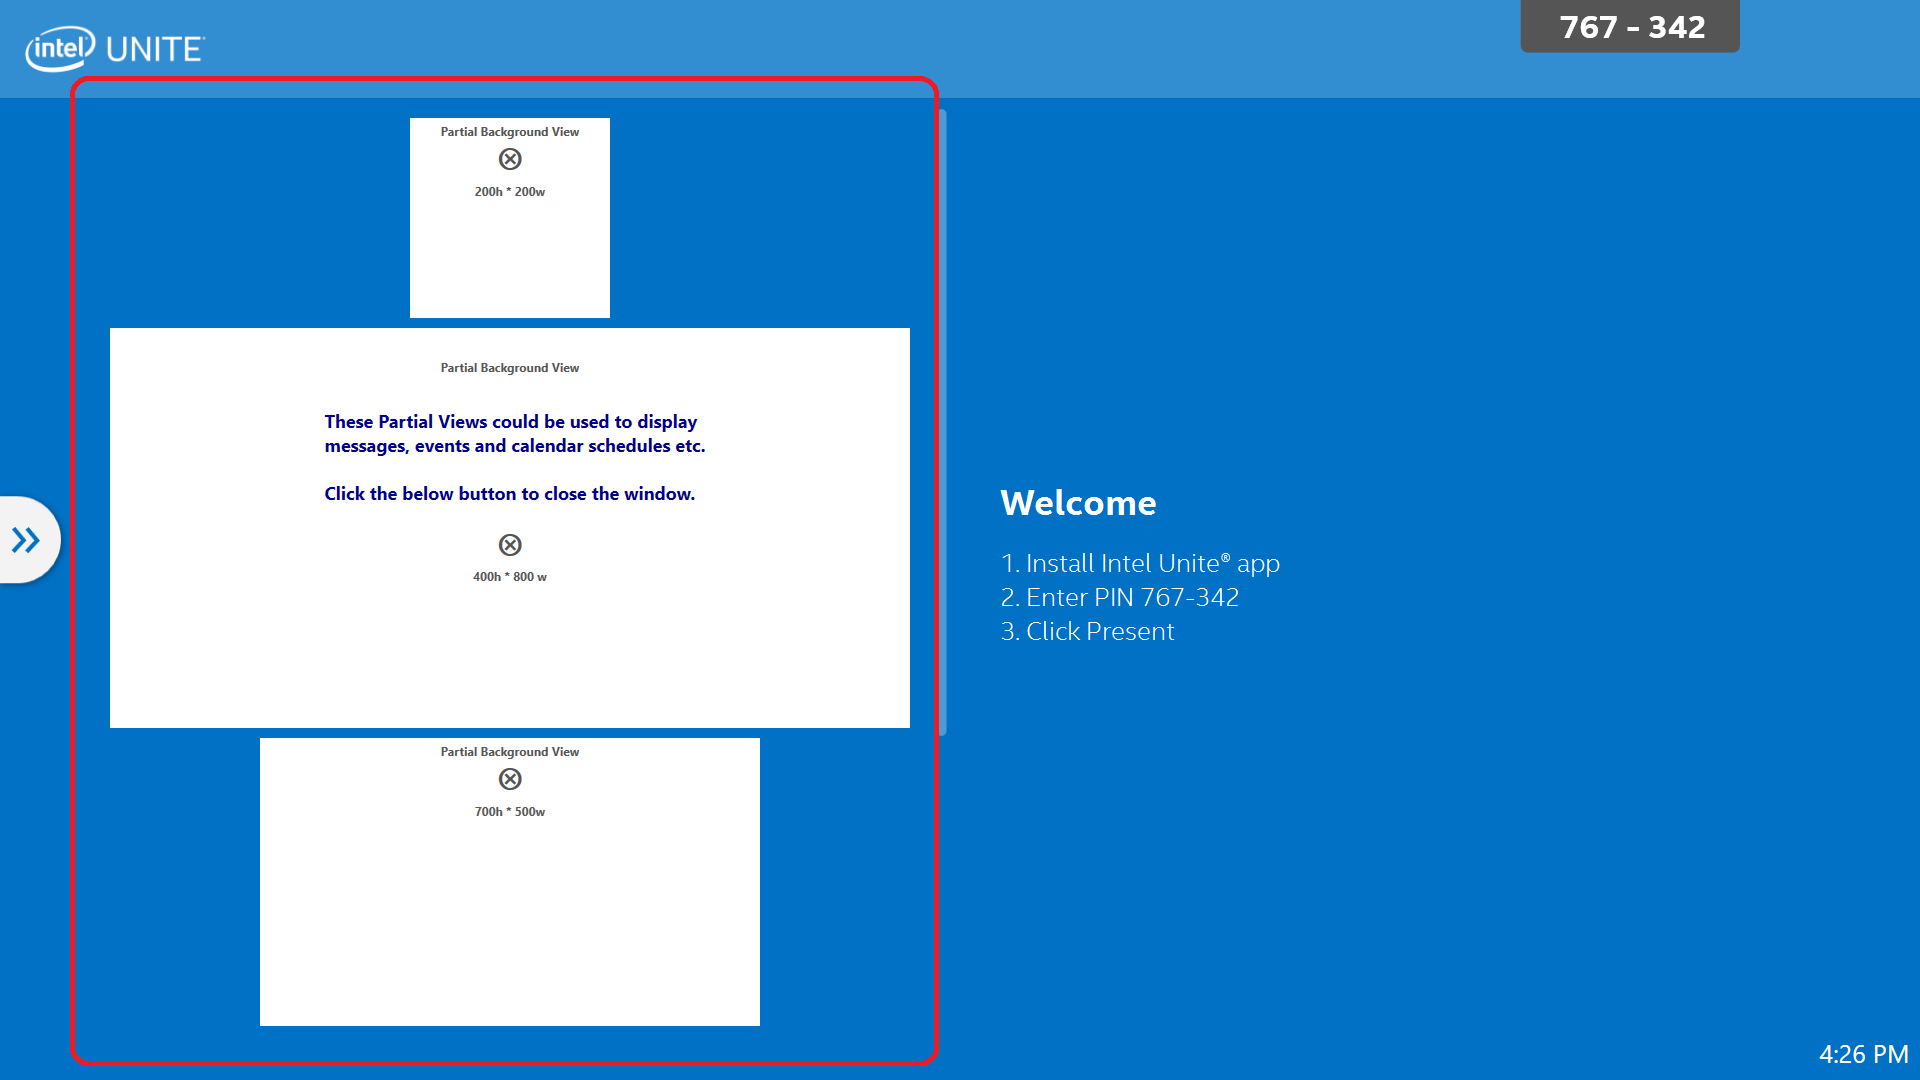 intel UNITE
767 - 342
Partial Background View
200h * 200w
Partial Background View
These Partial Views could be used to display
messages, events and calendar schedules etc.
Click the below button to close the window.
400h * 800 w
Partial Background View
700h * 500w
Welcome
1. Install Intel Unite® app
2. Enter PIN 767-342
3. Click Present
4:26 PM